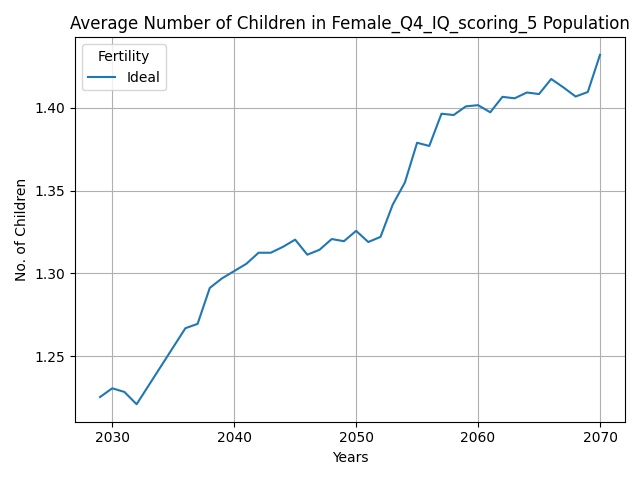 Average Number of Children in Female_Q4_IQ_scoring_5 Population
Fertility
Ideal
No. of Children
1.40
1.35
1.30
1.25
2030 2040 2050 2060 2070
Years